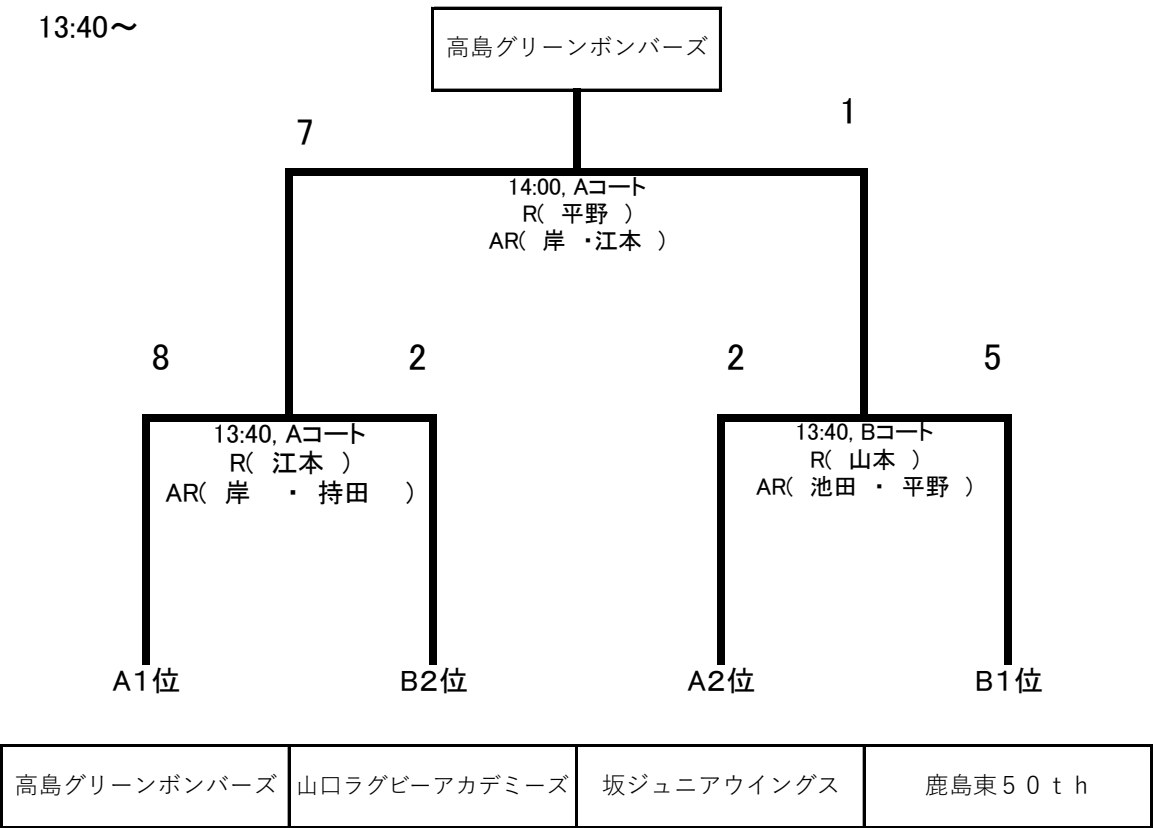 13:40～
高島グリーンボンバーズ
7
1
14:00, Aコート
R( 平野 )
AR( 岸 ・江本 )
8
2
2
5
13:40, Aコート
R( 江本 )
AR( 岸 ・ 持田 )
13:40, Bコート
R( 山本 )
AR( 池田 ・ 平野 )
A1位
B2位
A2位
B1位
高島グリーンボンバーズ
山口ラグビーアカデミーズ
坂ジュニアウイングス
鹿島東５０ｔｈ